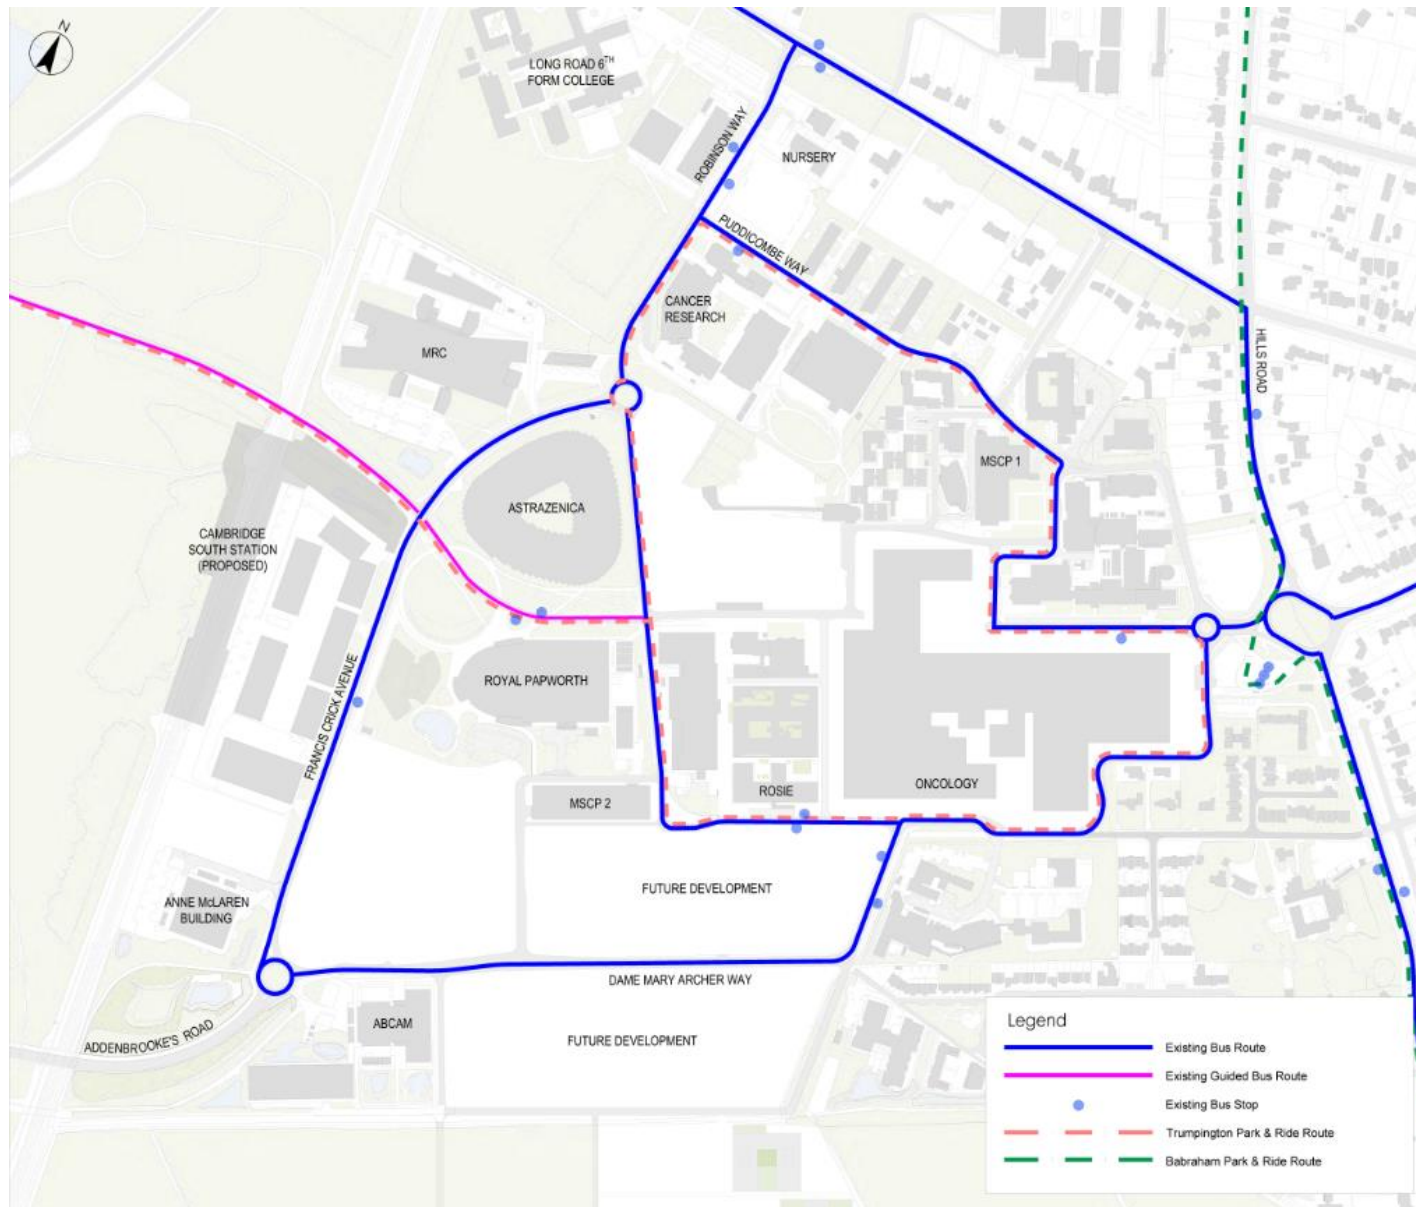 N
LONG ROAD 6TH
FORM COLLEGE
ROBINSON WAY
NURSERY
PUDDICOMBE WAY
CANCER
RESEARCH
MRC
HILLS ROAD
MSCP 1
ASTRAZENICA
CAMBRIDGE
SOUTH STATION
(PROPOSED)
FRANCIS CRICK AVENUE
ROYAL PAPWORTH
MSCP 2
ROSIE
ONCOLOGY
FUTURE DEVELOPMENT
ANNE McLAREN
BUILDING
DAME MARY ARCHER WAY
ADDENBROOKE'S ROAD
ABCAM
FUTURE DEVELOPMENT
Legend
Existing Bus Route
Existing Guided Bus Route
Existing Bus Stop
Trumpington Park & Ride Route
Babraham Park & Ride Route